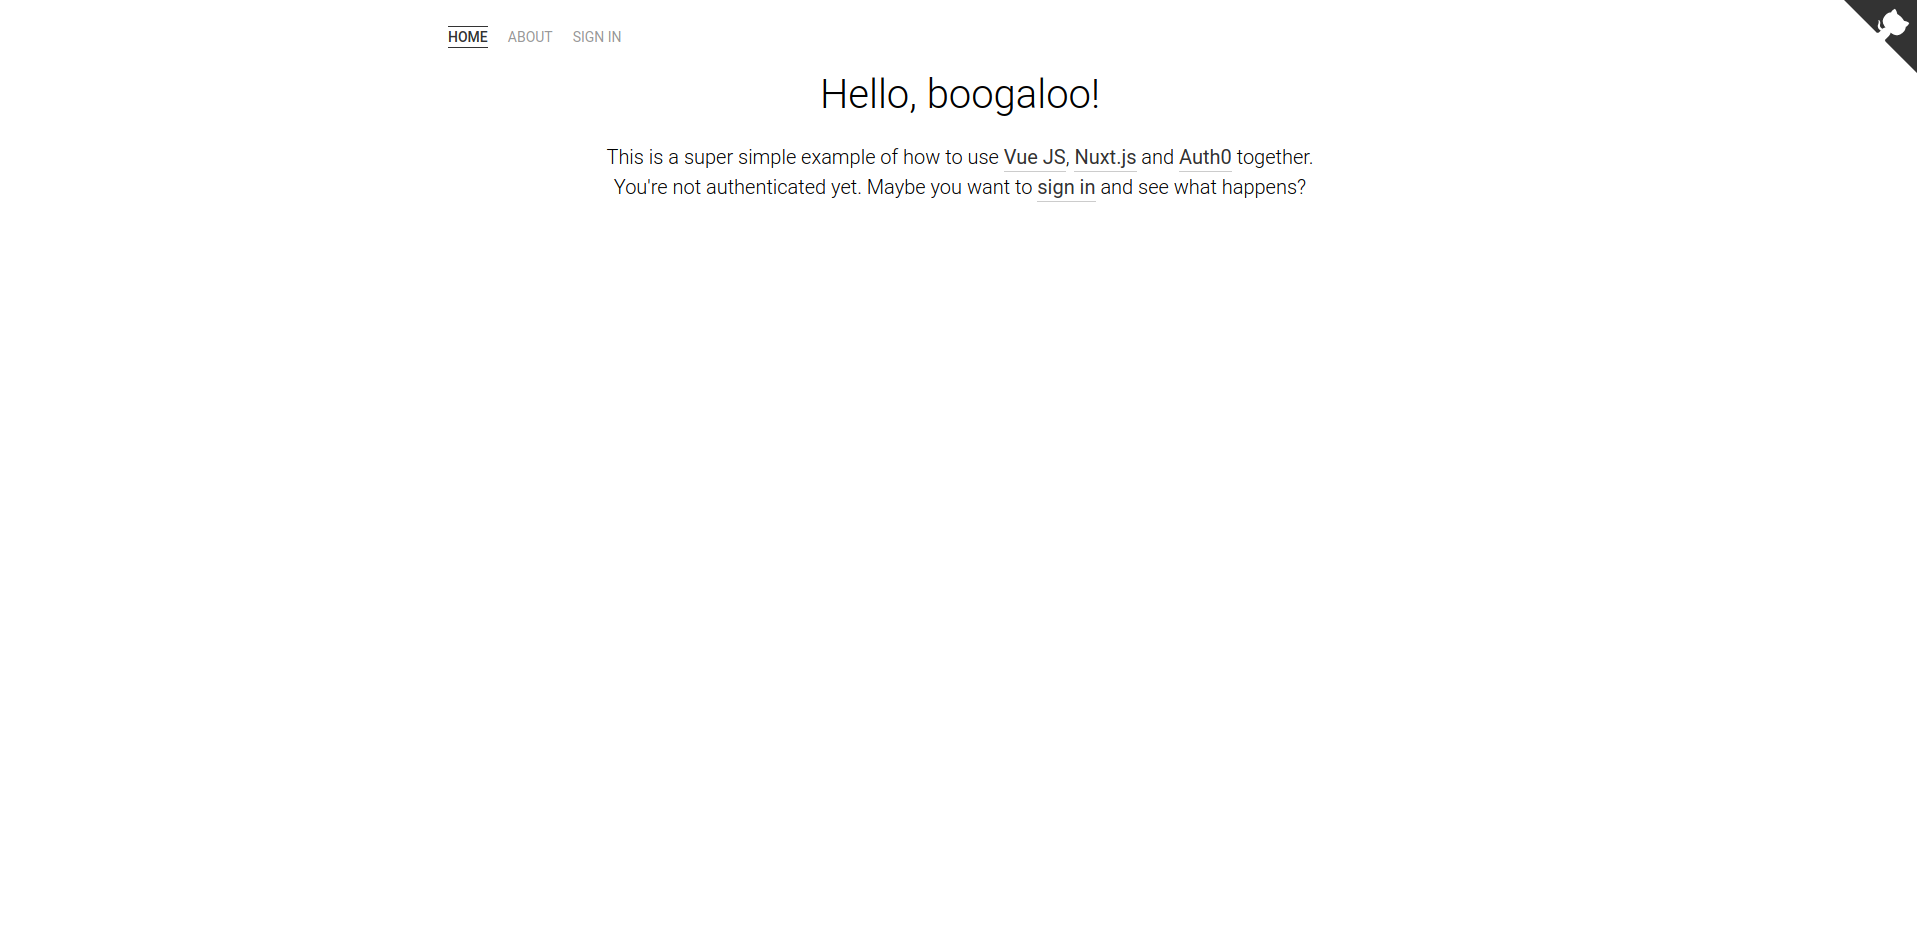 HOME ABOUT SIGN IN
Hello, boogaloo!
This is a super simple example of how to use Vue JS, Nuxt.js and Auth0 together.
You're not authenticated yet. Maybe you want to sign in and see what happens?